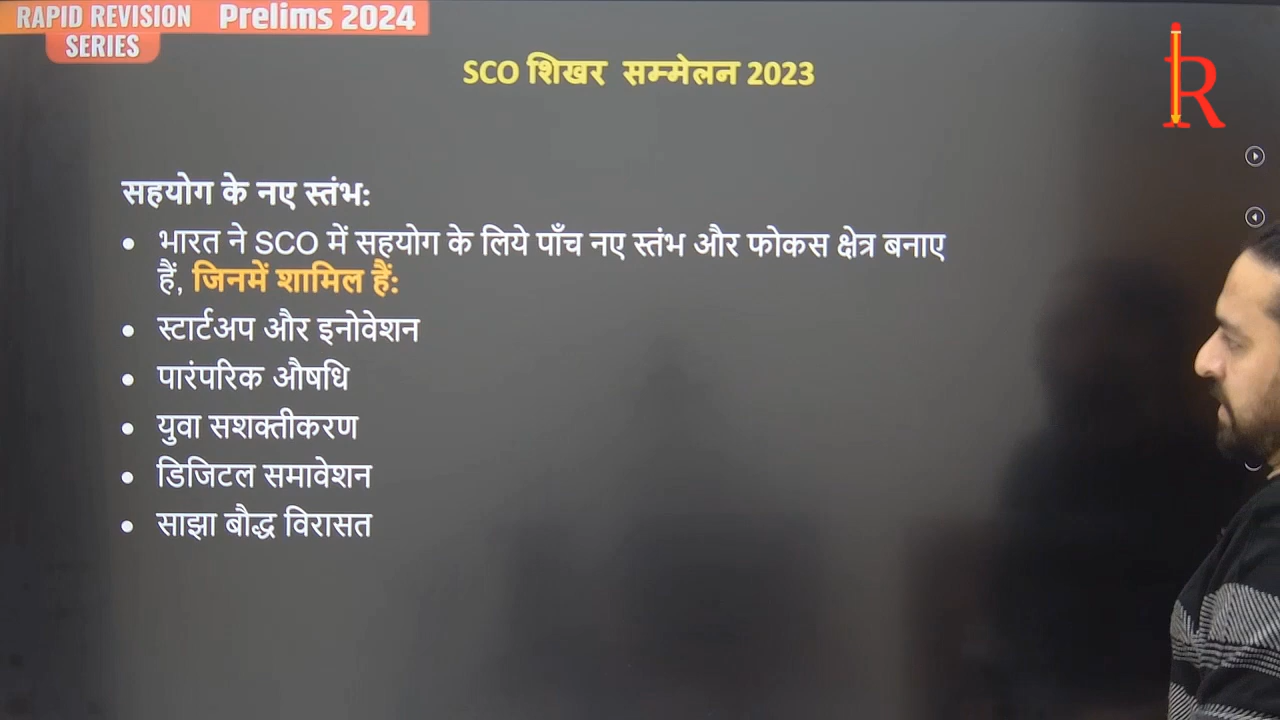 RAPID REVISION Prelims 2024
SERIES
SCO शिखर सम्मेलन 2023
R
सहयोग के नए स्तंभ:
• भारत ने SCO में सहयोग के लिये पाँच नए स्तंभ और फोकस क्षेत्र बनाए
हैं, जिनमें शामिल हैं:
• स्टार्टअप और इनोवेशन
• पारंपरिक औषधि
• युवा सशक्तीकरण
• डिजिटल समावेशन
• साझा बौद्ध विरासत